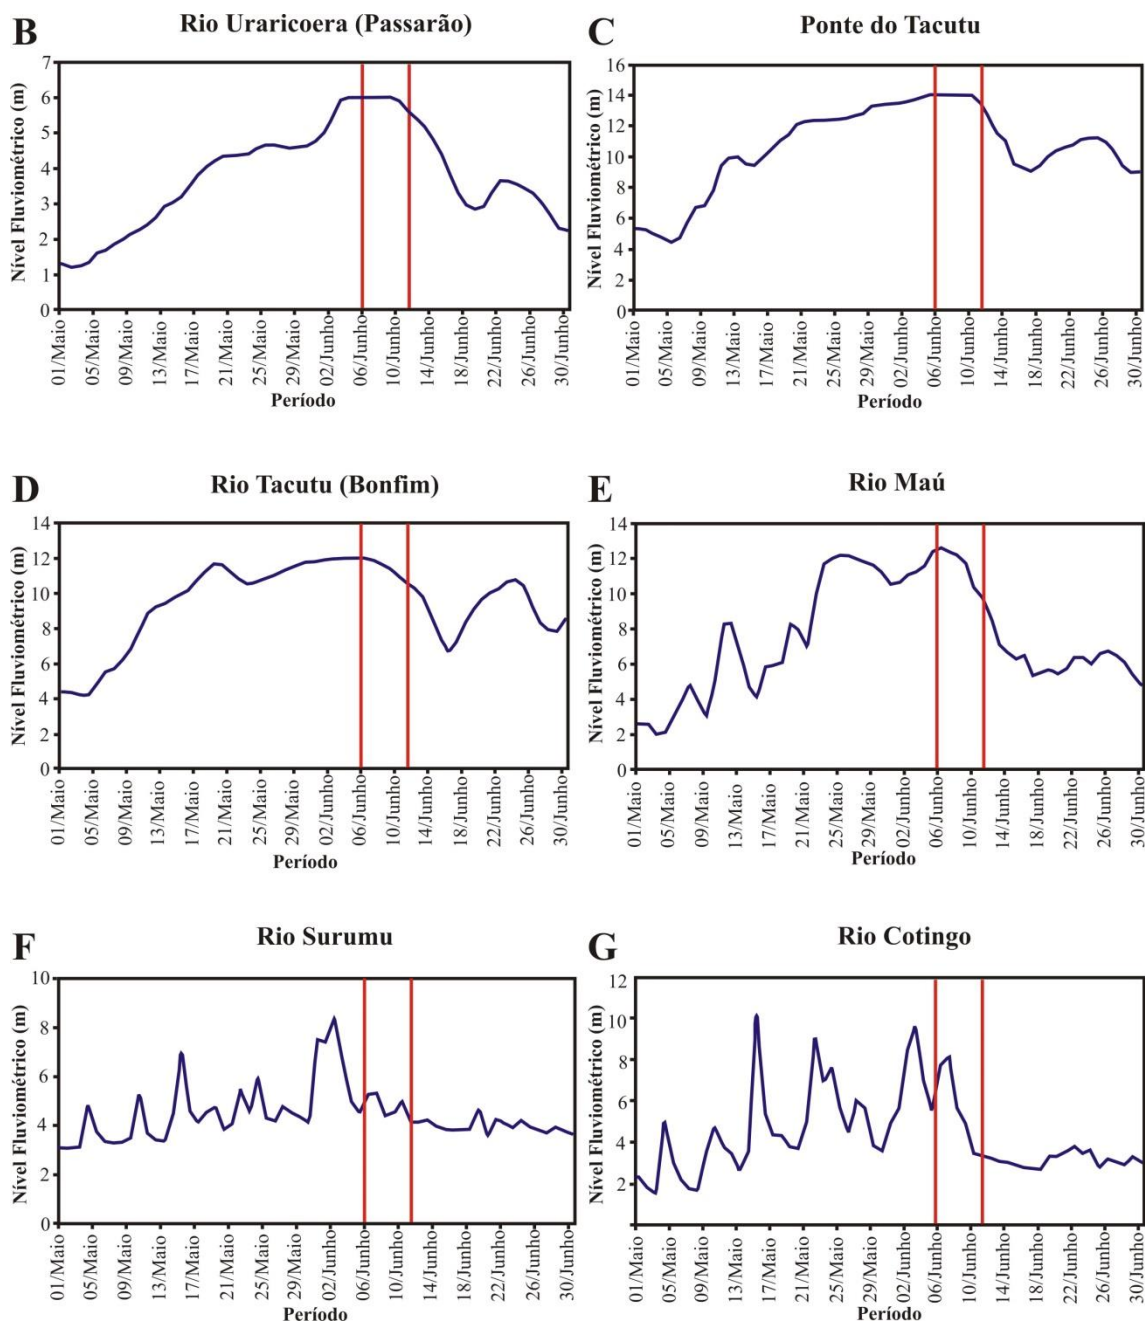 B
Rio Uraricoera (Passarão)
Nível Fluviométrico (m)
7
6
5
4
3
2
1
0
01/Maio
05/Maio
09/Maio
13/Maio
17/Maio
21/Maio
25/Maio
29/Maio
02/Junho
06/Junho
10/Junho
14/Junho
18/Junho
22/Junho
26/Junho
30/Junho
Período
C
Ponte do Tacutu
Nível Fluviométrico (m)
16
14
12
10
8
6
4
2
0
01/Maio
05/Maio
09/Maio
13/Maio
17/Maio
21/Maio
25/Maio
29/Maio
02/Junho
06/Junho
10/Junho
14/Junho
18/Junho
22/Junho
26/Junho
30/Junho
Período
D
Rio Tacutu (Bonfim)
Nível Fluviométrico (m)
14
12
10
8
6
4
2
0
01/Maio
05/Maio
09/Maio
13/Maio
17/Maio
21/Maio
25/Maio
29/Maio
02/Junho
06/Junho
10/Junho
14/Junho
18/Junho
22/Junho
26/Junho
30/Junho
Período
E
Rio Maú
Nível Fluviométrico (m)
14
12
10
8
6
4
2
0
01/Maio
05/Maio
09/Maio
13/Maio
17/Maio
21/Maio
25/Maio
29/Maio
02/Junho
06/Junho
10/Junho
14/Junho
18/Junho
22/Junho
26/Junho
30/Junho
Período
F
Rio Surumu
Nível Fluviométrico (m)
10
8
6
4
2
0
01/Maio
05/Maio
09/Maio
13/Maio
17/Maio
21/Maio
25/Maio
29/Maio
02/Junho
06/Junho
10/Junho
14/Junho
18/Junho
22/Junho
26/Junho
30/Junho
Período
G
Rio Cotingo
Nível Fluviométrico (m)
12
10
8
6
4
2
01/Maio
05/Maio
09/Maio
13/Maio
17/Maio
21/Maio
25/Maio
29/Maio
02/Junho
06/Junho
10/Junho
14/Junho
18/Junho
22/Junho
26/Junho
30/Junho
Período